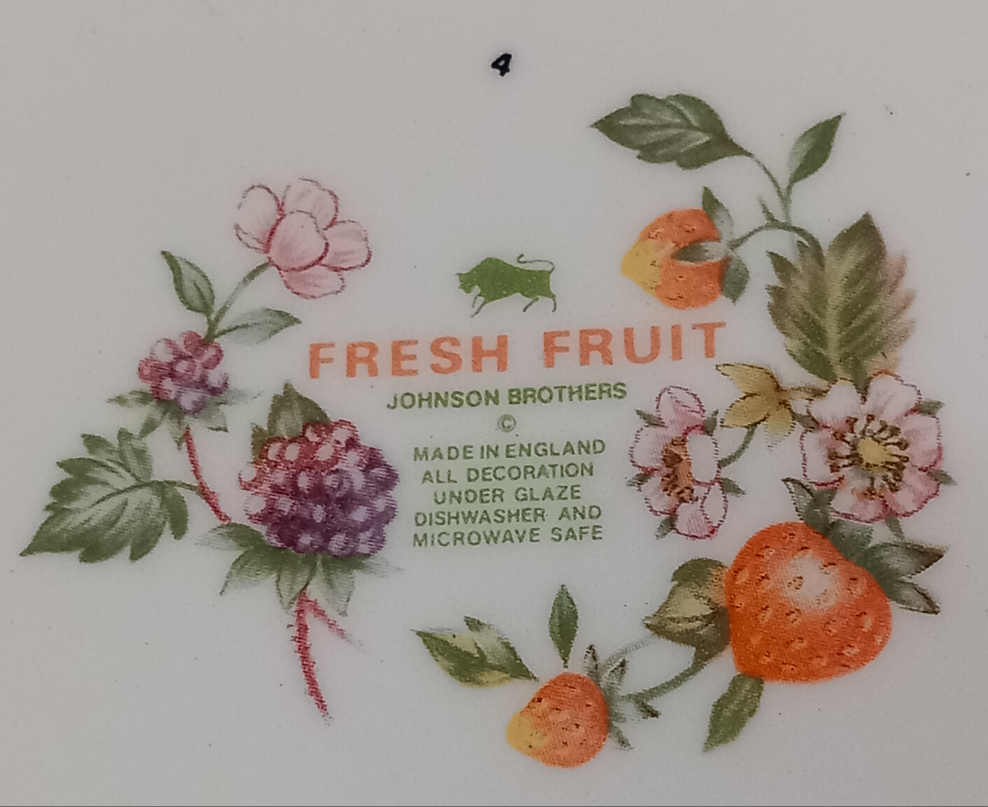 4
FRESH FRUIT
JOHNSON BROTHERS
©
MADE IN ENGLAND
ALL DECORATION
UNDER GLAZE
DISHWASHER AND
MICROWAVE SAFE